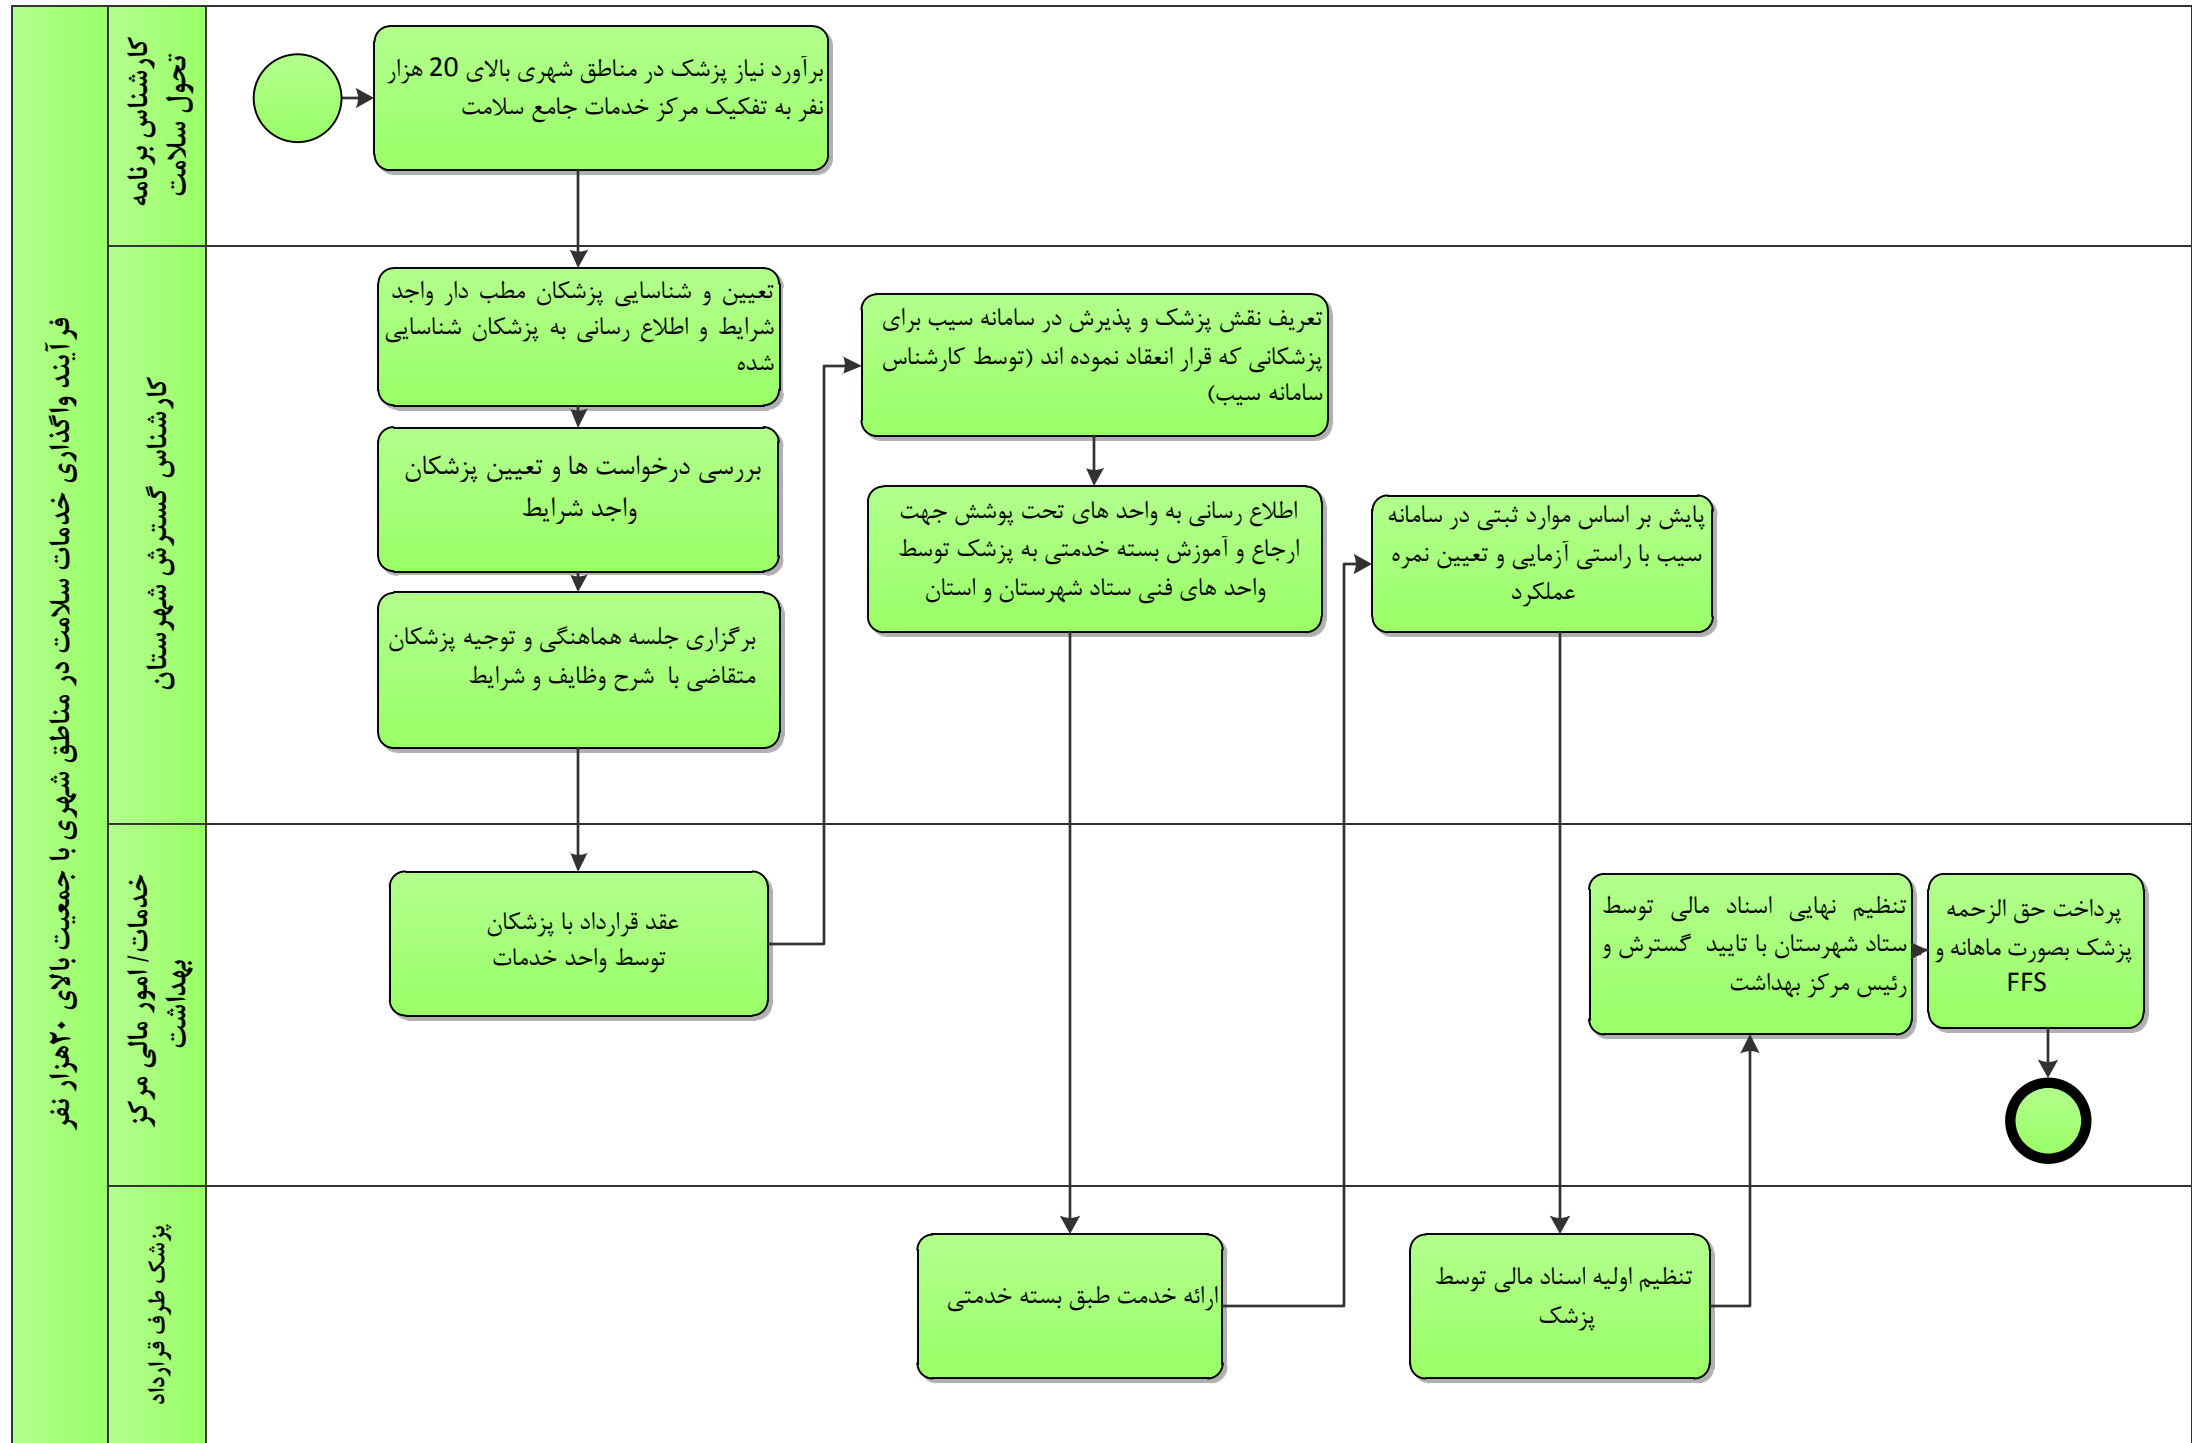 فرآیند واگذاری خدمات سلامت در مناطق شهری با جمعیت بالای ۲۰هزار نفر
کارشناس برنامه
تحول سلامت
برآورد نیاز پزشک در مناطق شهری بالای 20 هزار
نفر به تفکیک مرکز خدمات جامع سلامت
کارشناس گسترش شهرستان
تعیین و شناسایی پزشکان مطب دار واجد
شرایط و اطلاع رسانی به پزشکان شناسایی
شده
بررسی درخواست ها و تعیین پزشکان
واجد شرایط
برگزاری جلسه هماهنگی و توجیه پزشکان
متقاضی با شرح وظایف و شرایط
تعریف نقش پزشک و پذیرش در سامانه سیب برای
پزشکانی که قرار انعقاد نموده اند (توسط کارشناس
سامانه سیب)
اطلاع رسانی به واحد های تحت پوشش جهت
ارجاع و آموزش بسته خدمتی به پزشک توسط
واحد های فنی ستاد شهرستان و استان
پایش بر اساس موارد ثبتی در سامانه
سیب با راستی آزمایی و تعیین نمره
عملکرد
خدمات/ امور مالی مرکز
بهداشت
عقد قرارداد با پزشکان
توسط واحد خدمات
تنظیم نهایی اسناد مالی توسط
ستاد شهرستان با تایید گسترش و
رئیس مرکز بهداشت
پرداخت حق الزحمه
پزشک بصورت ماهانه و
FFS
پزشک طرف قرارداد
ارائه خدمت طبق بسته خدمتی
تنظیم اولیه اسناد مالی توسط
پزشک